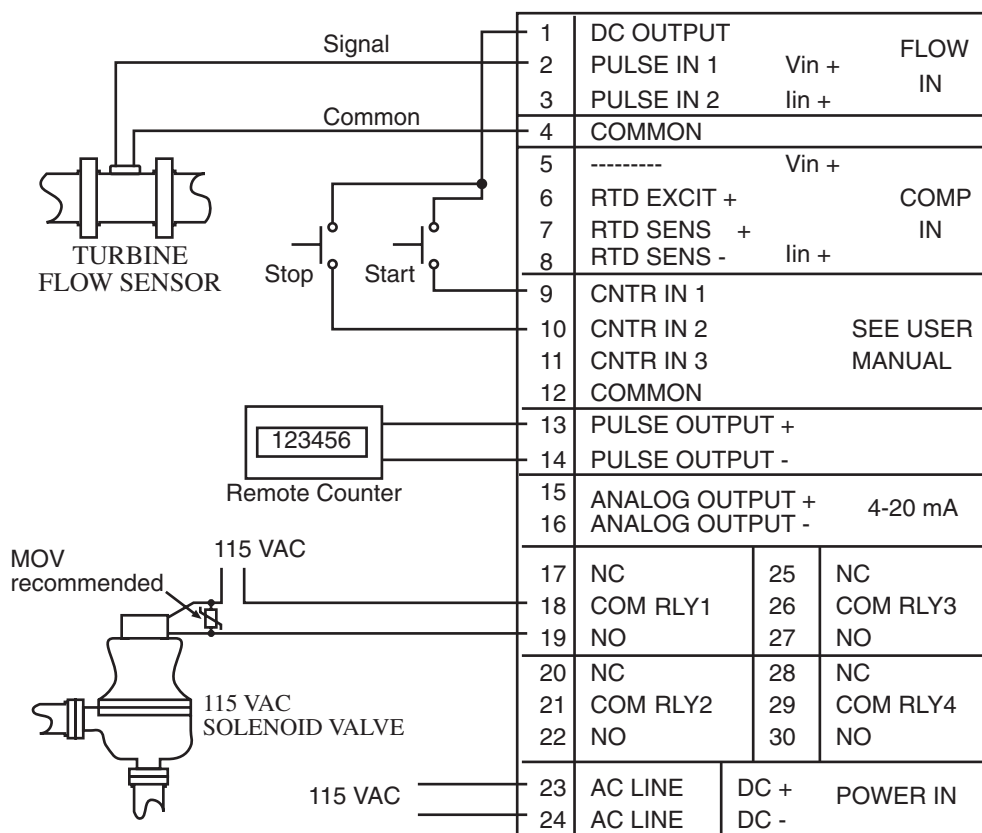 Signal
Common
TURBINE
FLOW SENSOR
Stop
Start
123456
Remote Counter
MOV
recommended
115 VAC
115 VAC
SOLENOID VALVE
115 VAC
1 DC OUTPUT
2 PULSE IN 1 Vin +
3 PULSE IN 2 Iin +
FLOW
IN
4 COMMON
5 --------- Vin +
6 RTD EXCIT +
7 RTD SENS +
8 RTD SENS - Iin +
COMP
IN
9 CNTR IN 1
10 CNTR IN 2
11 CNTR IN 3
12 COMMON
SEE USER
MANUAL
13 PULSE OUTPUT +
14 PULSE OUTPUT -
15 ANALOG OUTPUT +
16 ANALOG OUTPUT -
4-20 mA
17 NC 25 NC
18 COM RLY1 26 COM RLY3
19 NO 27 NO
20 NC 28 NC
21 COM RLY2 29 COM RLY4
22 NO 30 NO
23 AC LINE DC +
24 AC LINE DC -
POWER IN